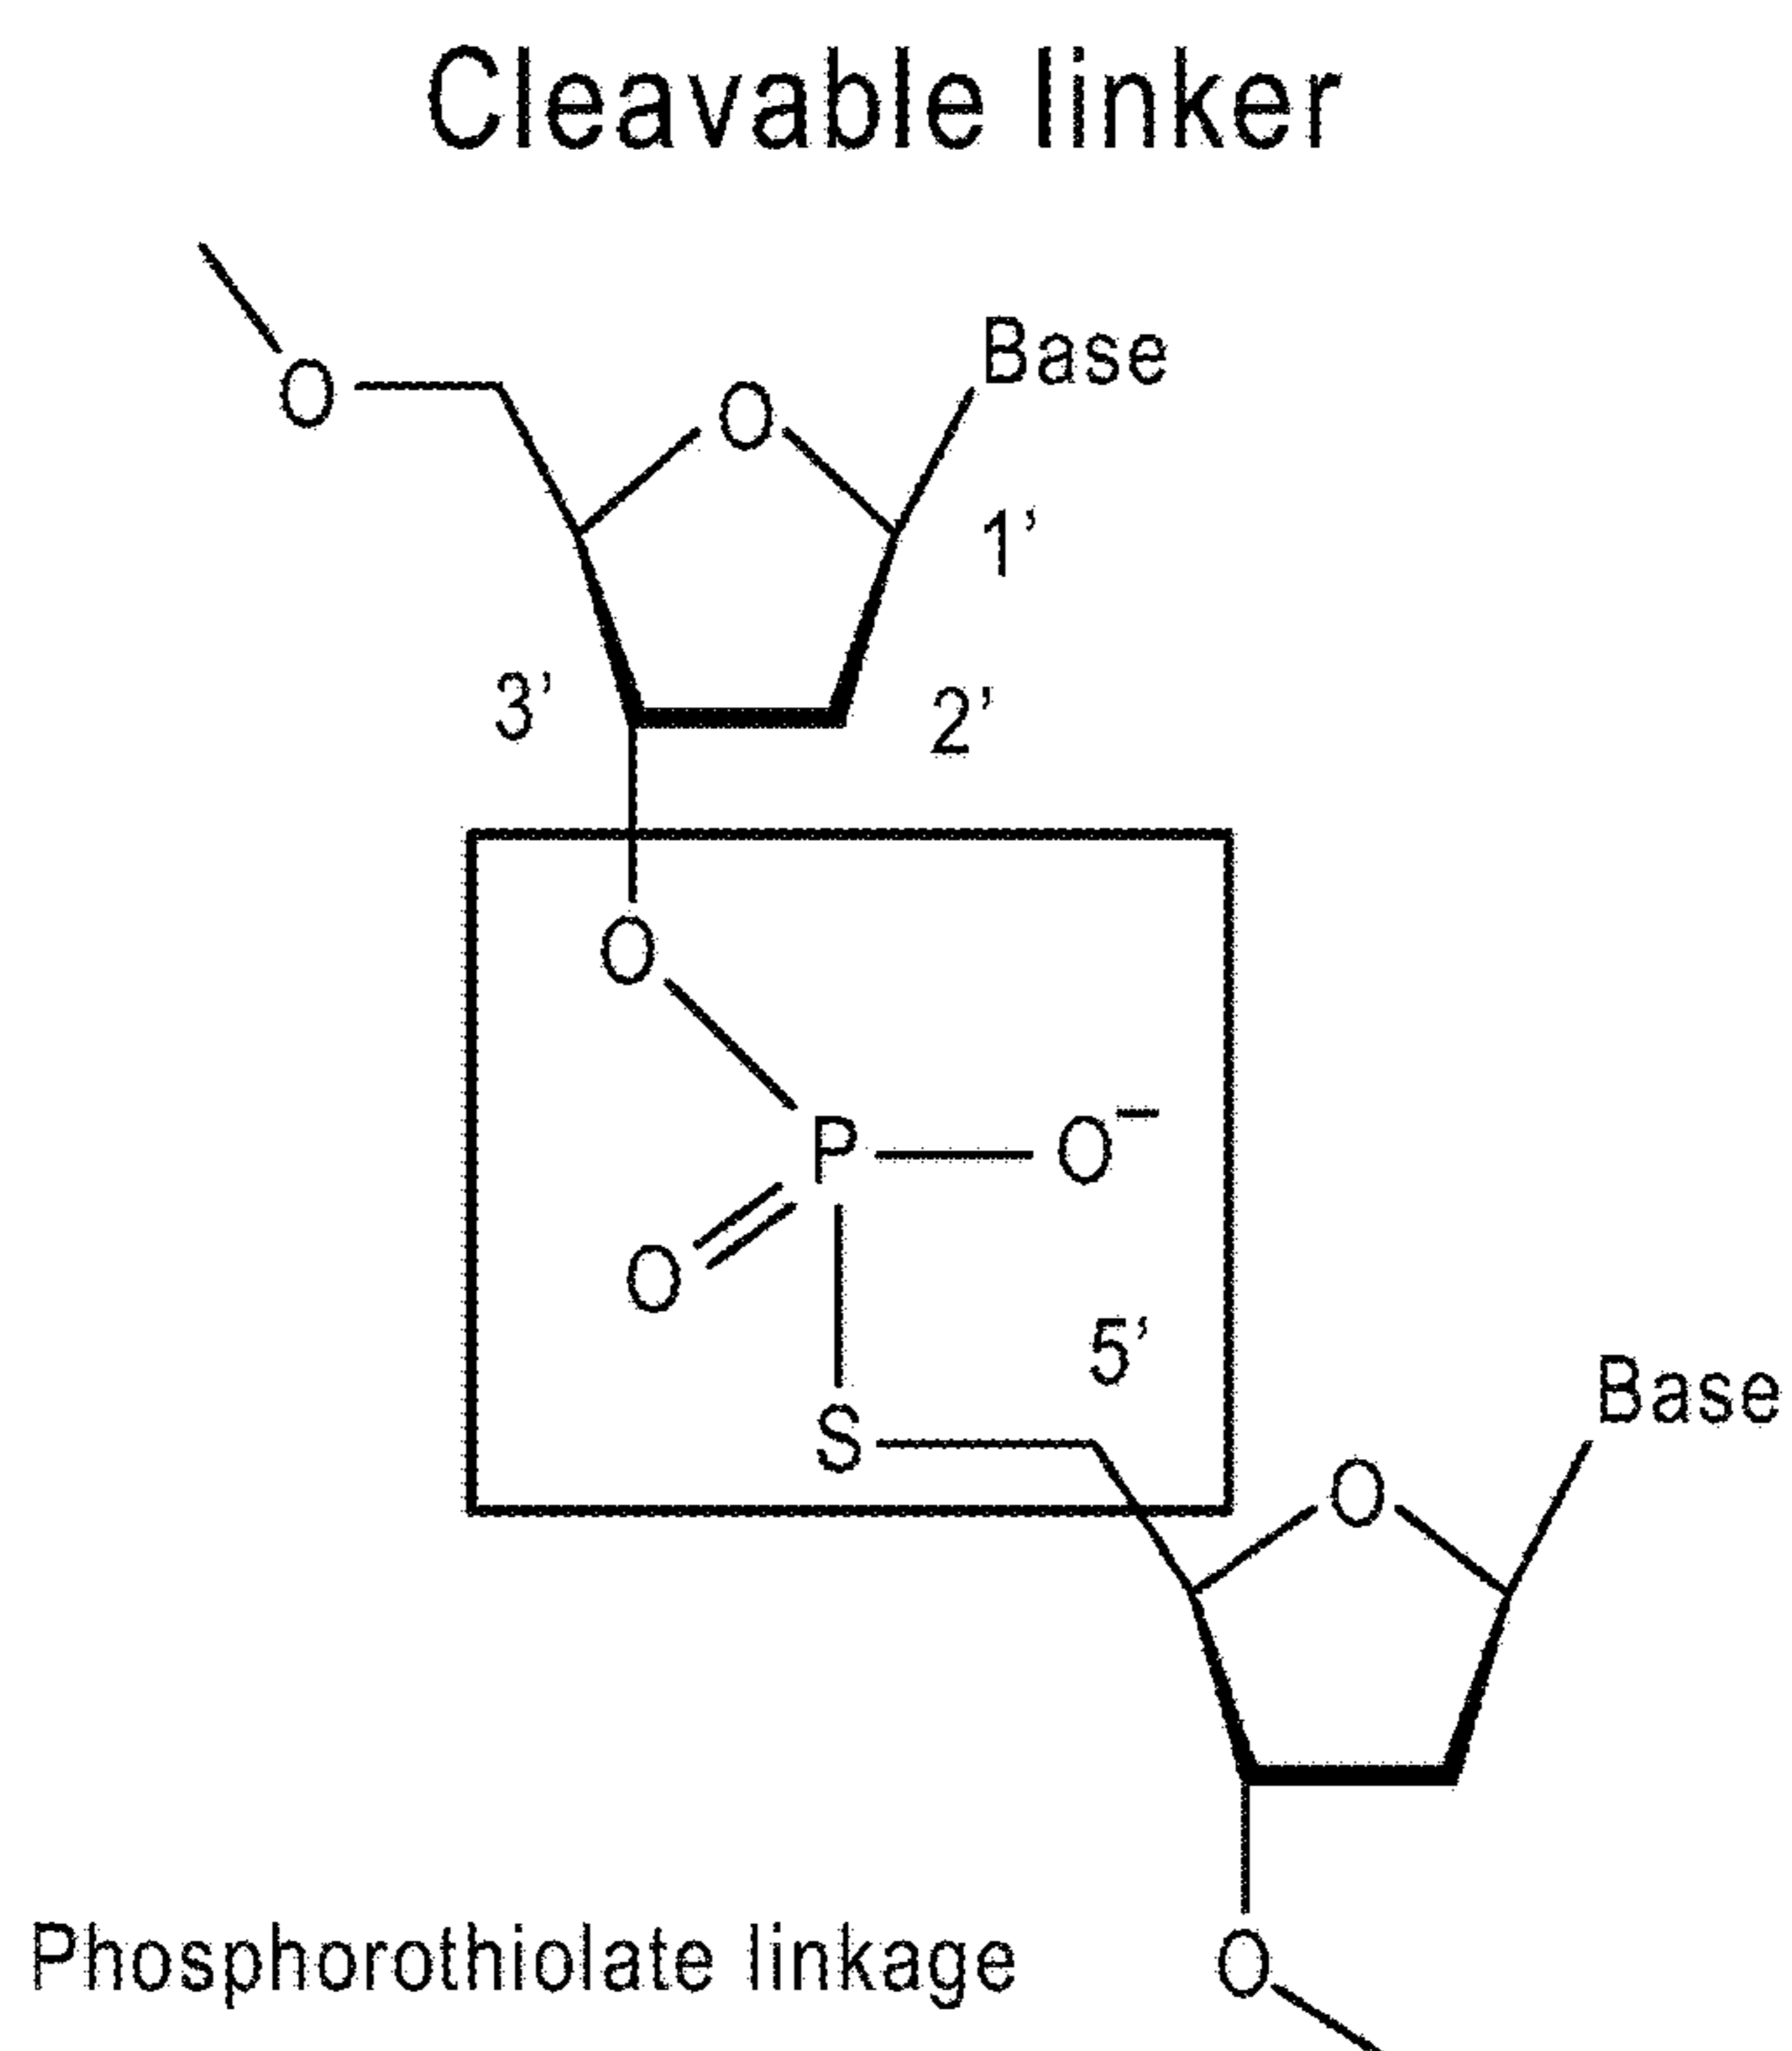 Cleavable linker
Base
O
O
1'
3'
2'
O
P
O−
O
5'
Base
S
O
Phosphorothiolate linkage
O